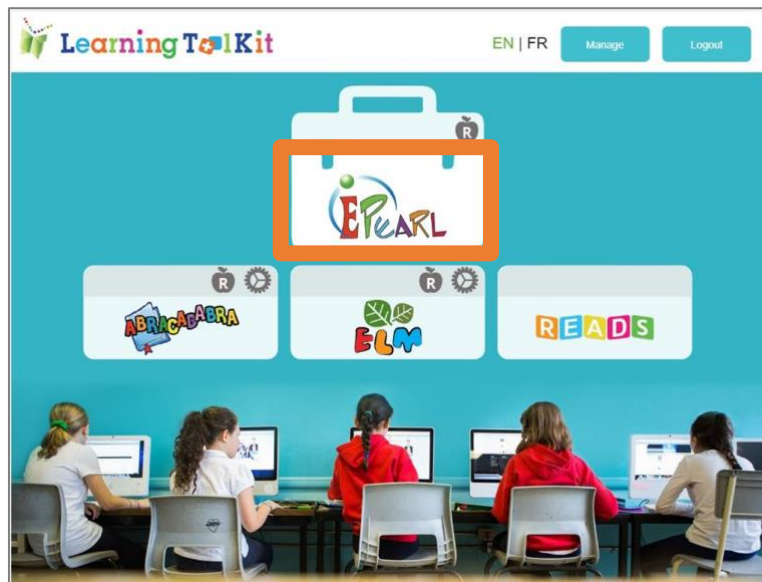 Learning ToolKit
EN | FR
Manage
Logout
R
EPEARL
R
R
ABRACADABRA
ELM
READS